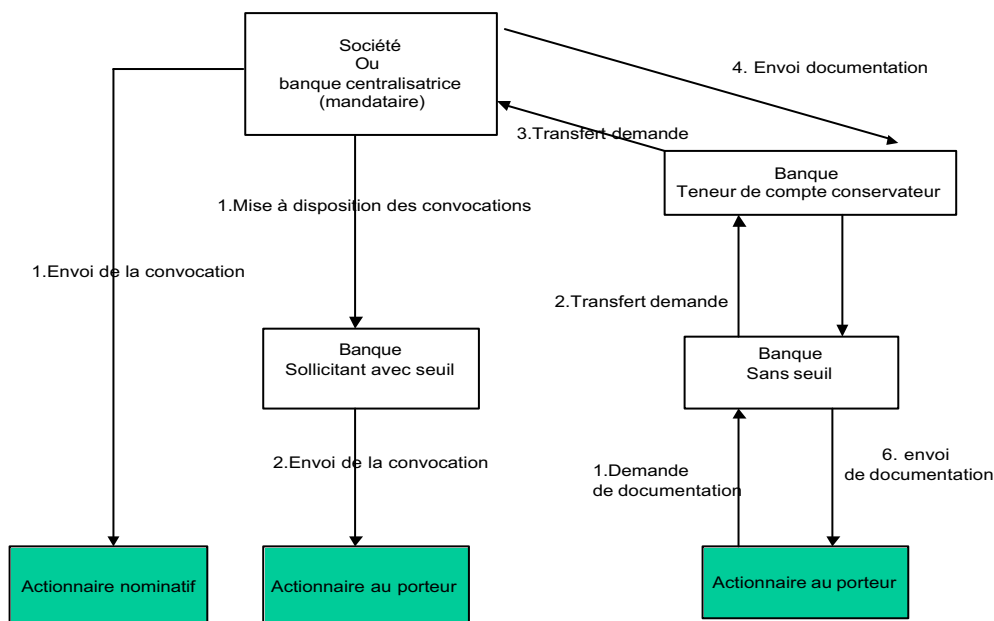 Société
Ou
banque centralisatrice
(mandataire)
4. Envoi documentation
3.Transfert demande
Banque
Teneur de compte conservateur
1.Mise à disposition des convocations
1.Envoi de la convocation
2.Transfert demande
Banque
Sollicitant avec seuil
Banque
Sans seuil
2.Envoi de la convocation
1.Demande
de documentation
6. envoi
de documentation
Actionnaire nominatif
Actionnaire au porteur
Actionnaire au porteur